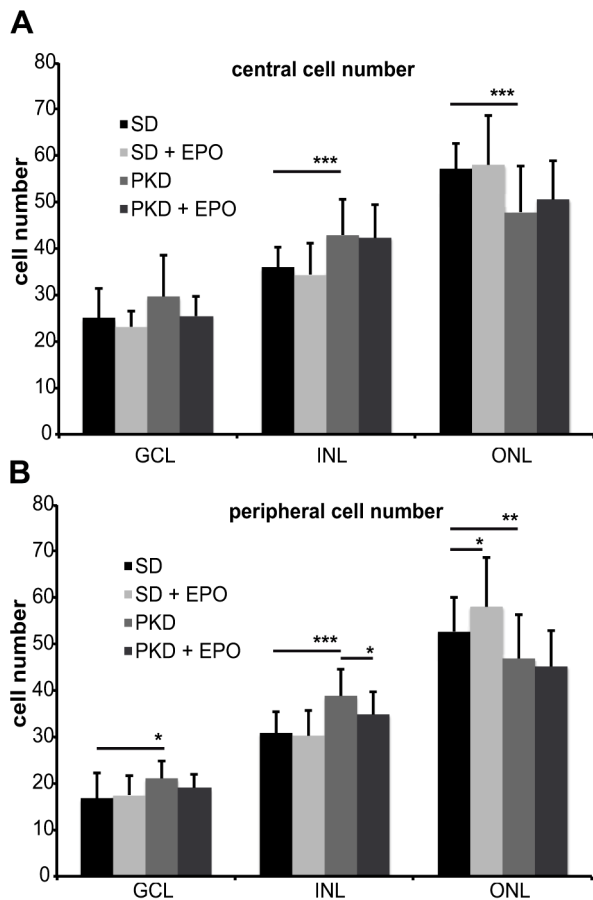 A
central cell number
80
70
60
50
40
30
20
10
0
cell number
SD
SD + EPO
PKD
PKD + EPO
***
***
GCL INL ONL
B
peripheral cell number
80
70
60
50
40
30
20
10
0
cell number
SD
SD + EPO
PKD
PKD + EPO
*
***
*
**
*
GCL INL ONL